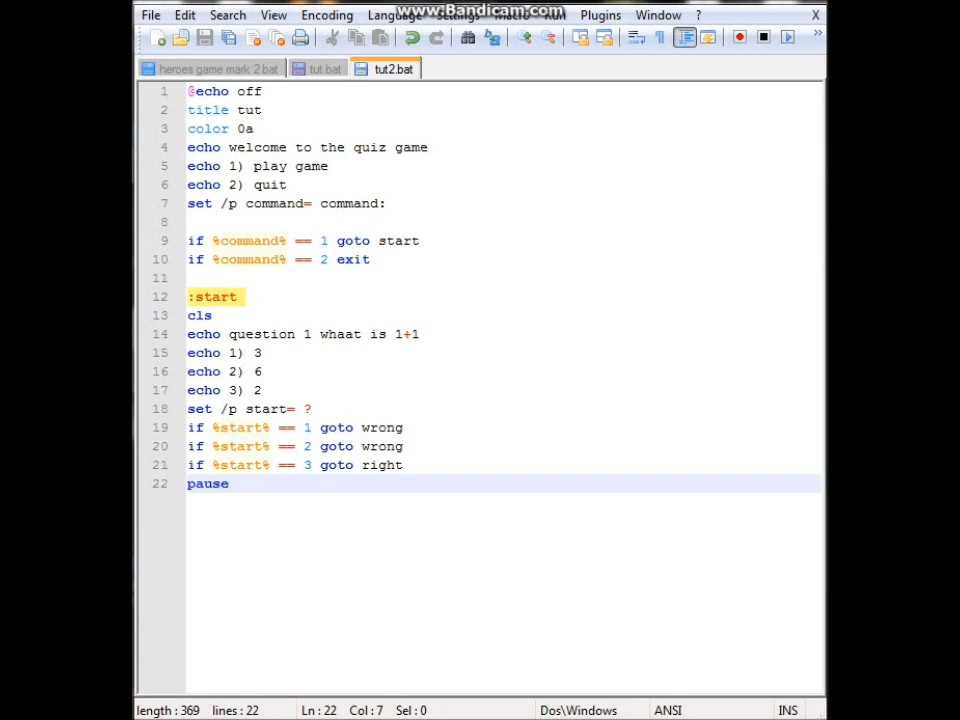 www.Bandicam.com
File Edit Search View Encoding Language Settings Macro Run Plugins Window ? X
heroes game mark 2.bat tut.bat tut2.bat
1 @echo off
2 title tut
3 color 0a
4 echo welcome to the quiz game
5 echo 1) play game
6 echo 2) quit
7 set /p command= command:
8
9 if %command% == 1 goto start
10 if %command% == 2 exit
11
12 :start
13 cls
14 echo question 1 whaat is 1+1
15 echo 1) 3
16 echo 2) 6
17 echo 3) 2
18 set /p start= ?
19 if %start% == 1 goto wrong
20 if %start% == 2 goto wrong
21 if %start% == 3 goto right
22 pause
length : 369 lines : 22 Ln : 22 Col : 7 Sel : 0 Dos\Windows ANSI INS